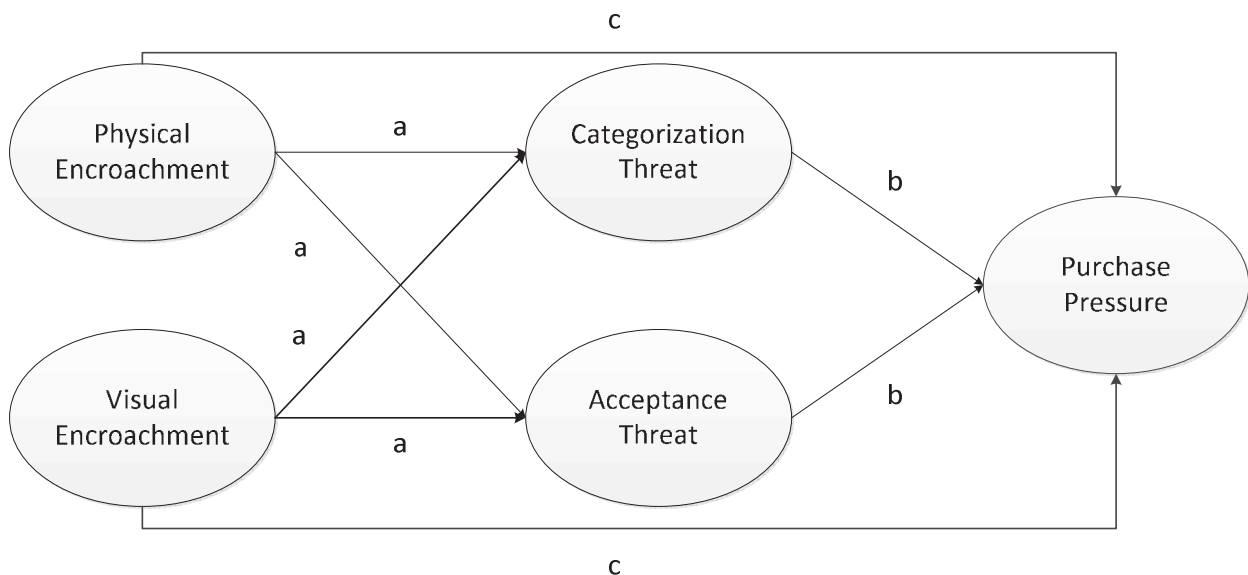 c
Physical
Encroachment
a
Categorization
Threat
b
a
Purchase
Pressure
a
Visual
Encroachment
a
Acceptance
Threat
b
c